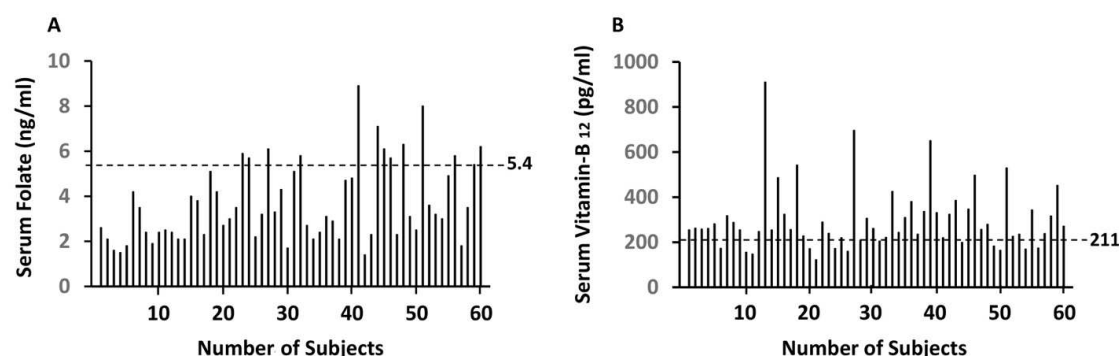 A
Serum Folate (ng/ml)
10
8
6
4
2
0
5.4
10 20 30 40 50 60
Number of Subjects
B
Serum Vitamin-B 12 (pg/ml)
1000
800
600
400
200
0
211
10 20 30 40 50 60
Number of Subjects